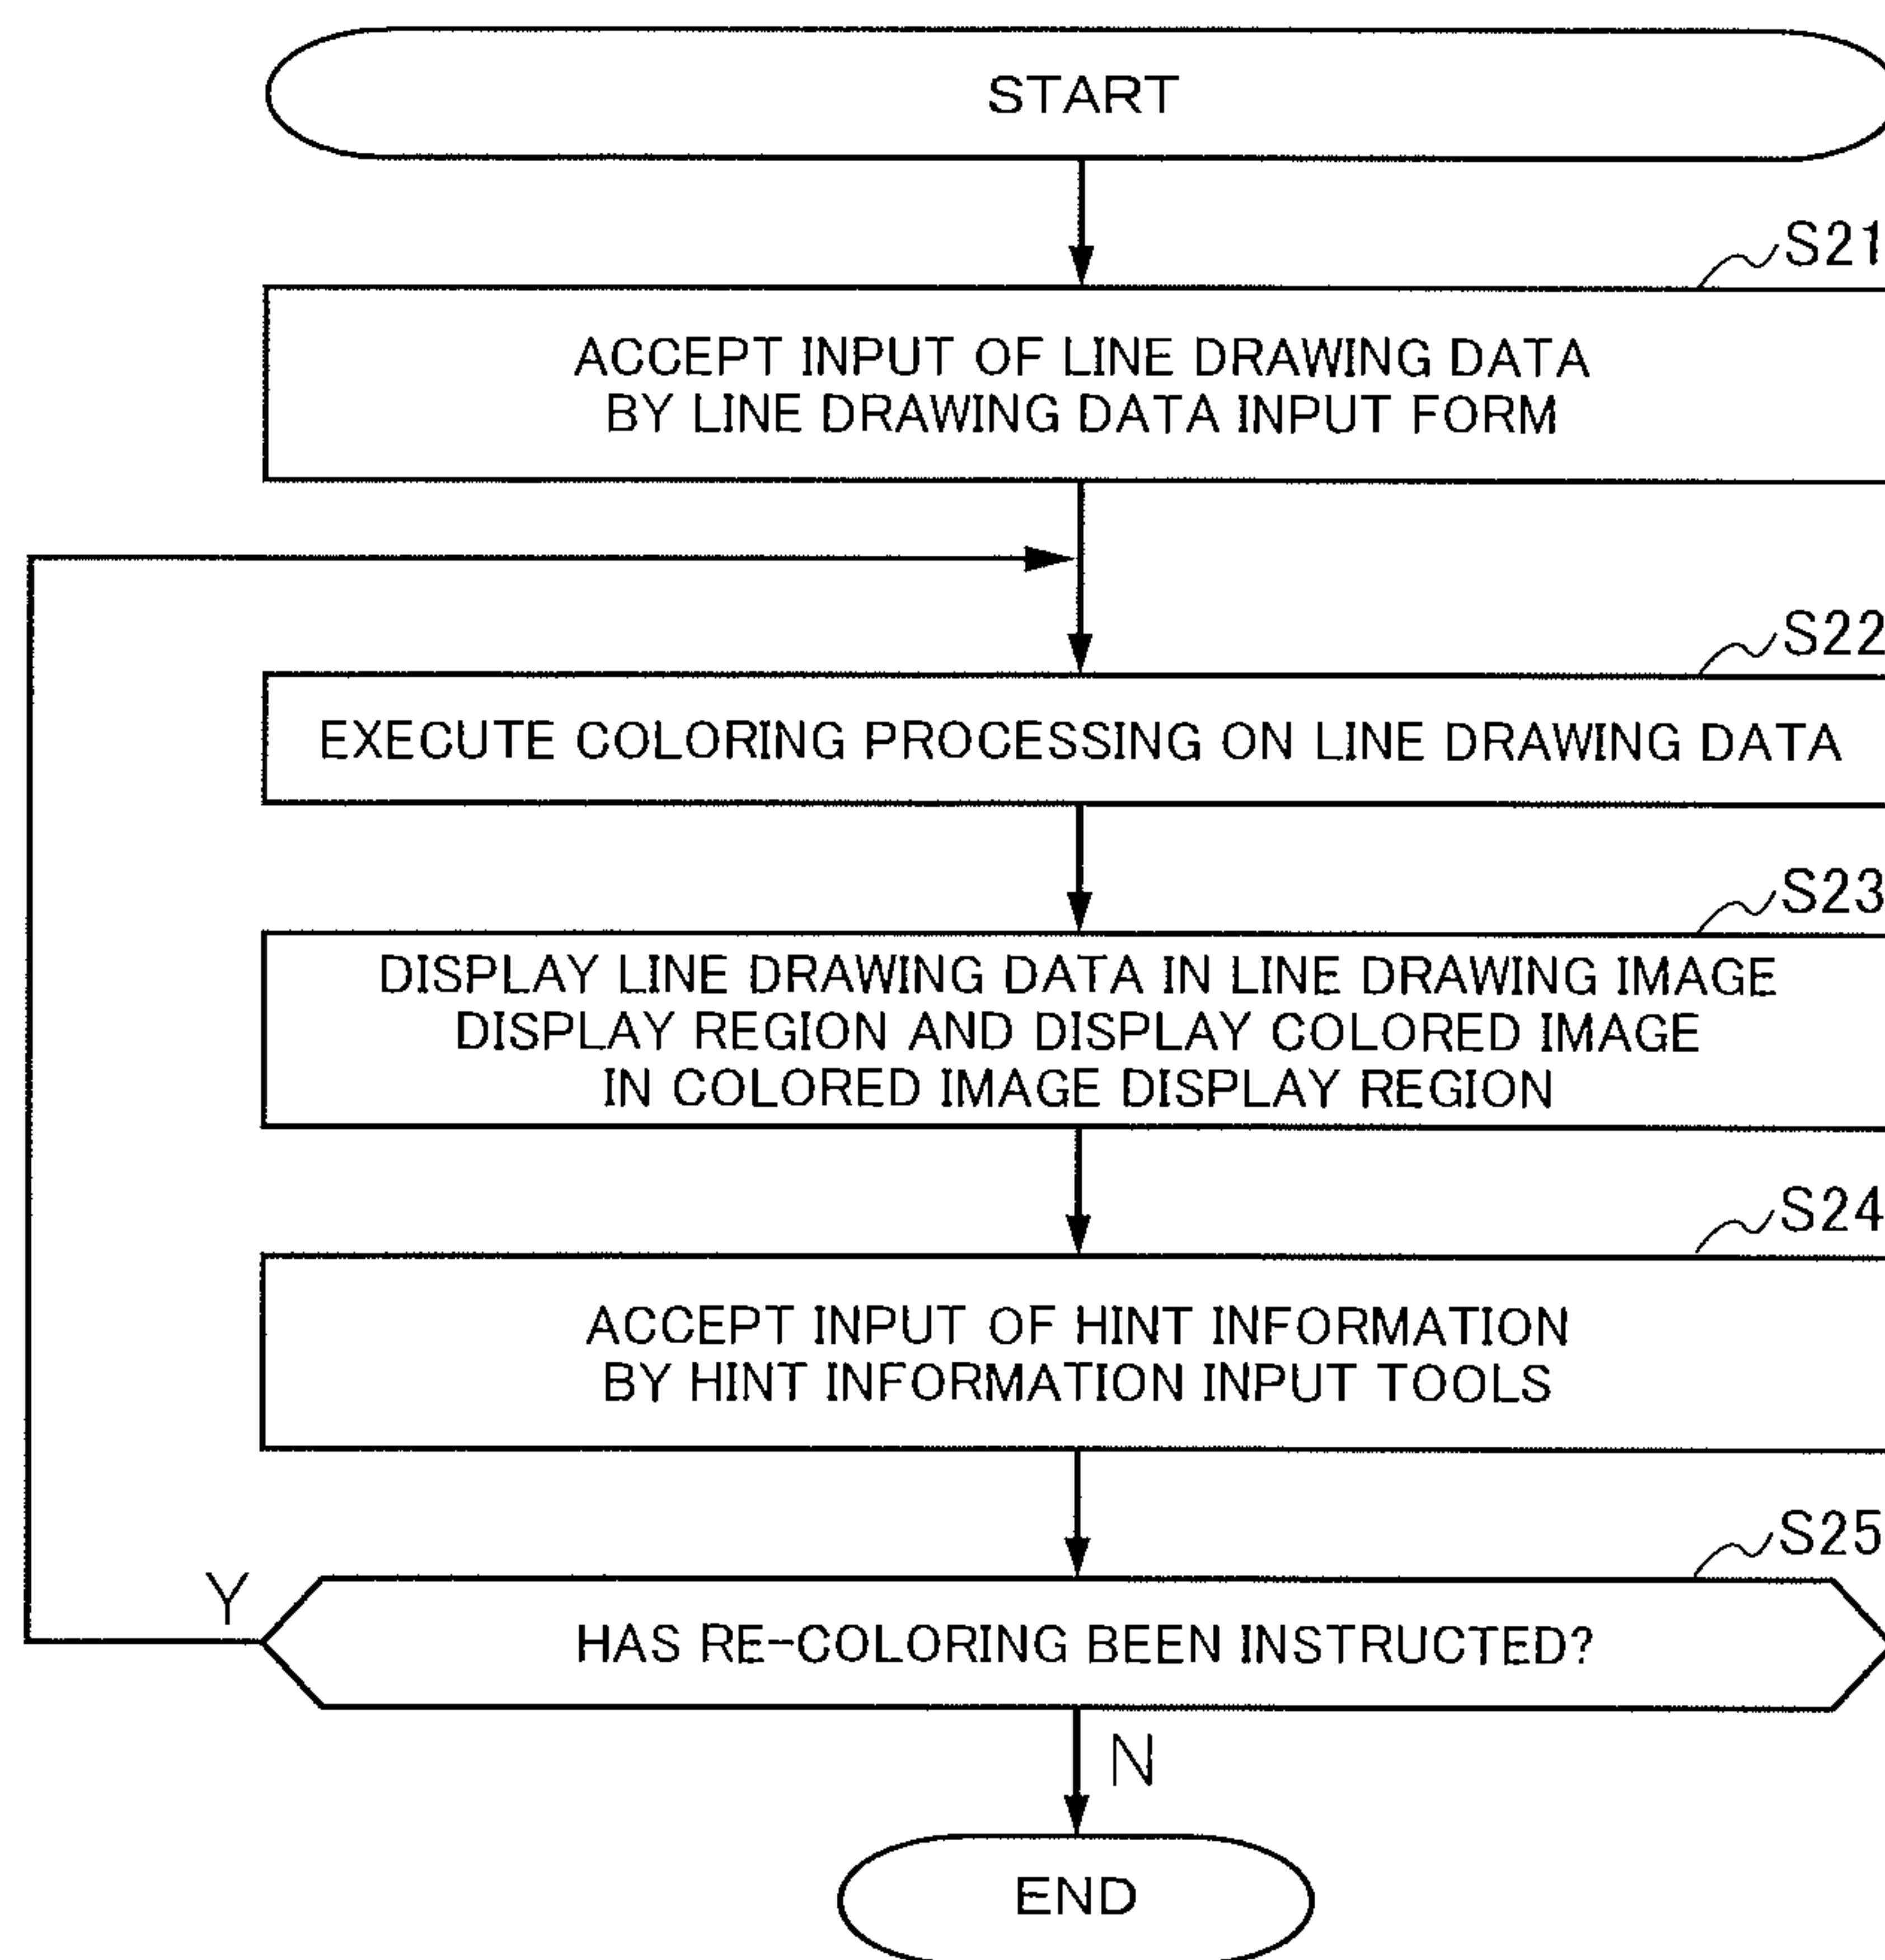 START
S21
ACCEPT INPUT OF LINE DRAWING DATA
BY LINE DRAWING DATA INPUT FORM
S22
EXECUTE COLORING PROCESSING ON LINE DRAWING DATA
S23
DISPLAY LINE DRAWING DATA IN LINE DRAWING IMAGE
DISPLAY REGION AND DISPLAY COLORED IMAGE
IN COLORED IMAGE DISPLAY REGION
S24
ACCEPT INPUT OF HINT INFORMATION
BY HINT INFORMATION INPUT TOOLS
S25
Y
HAS RE-COLORING BEEN INSTRUCTED?
N
END